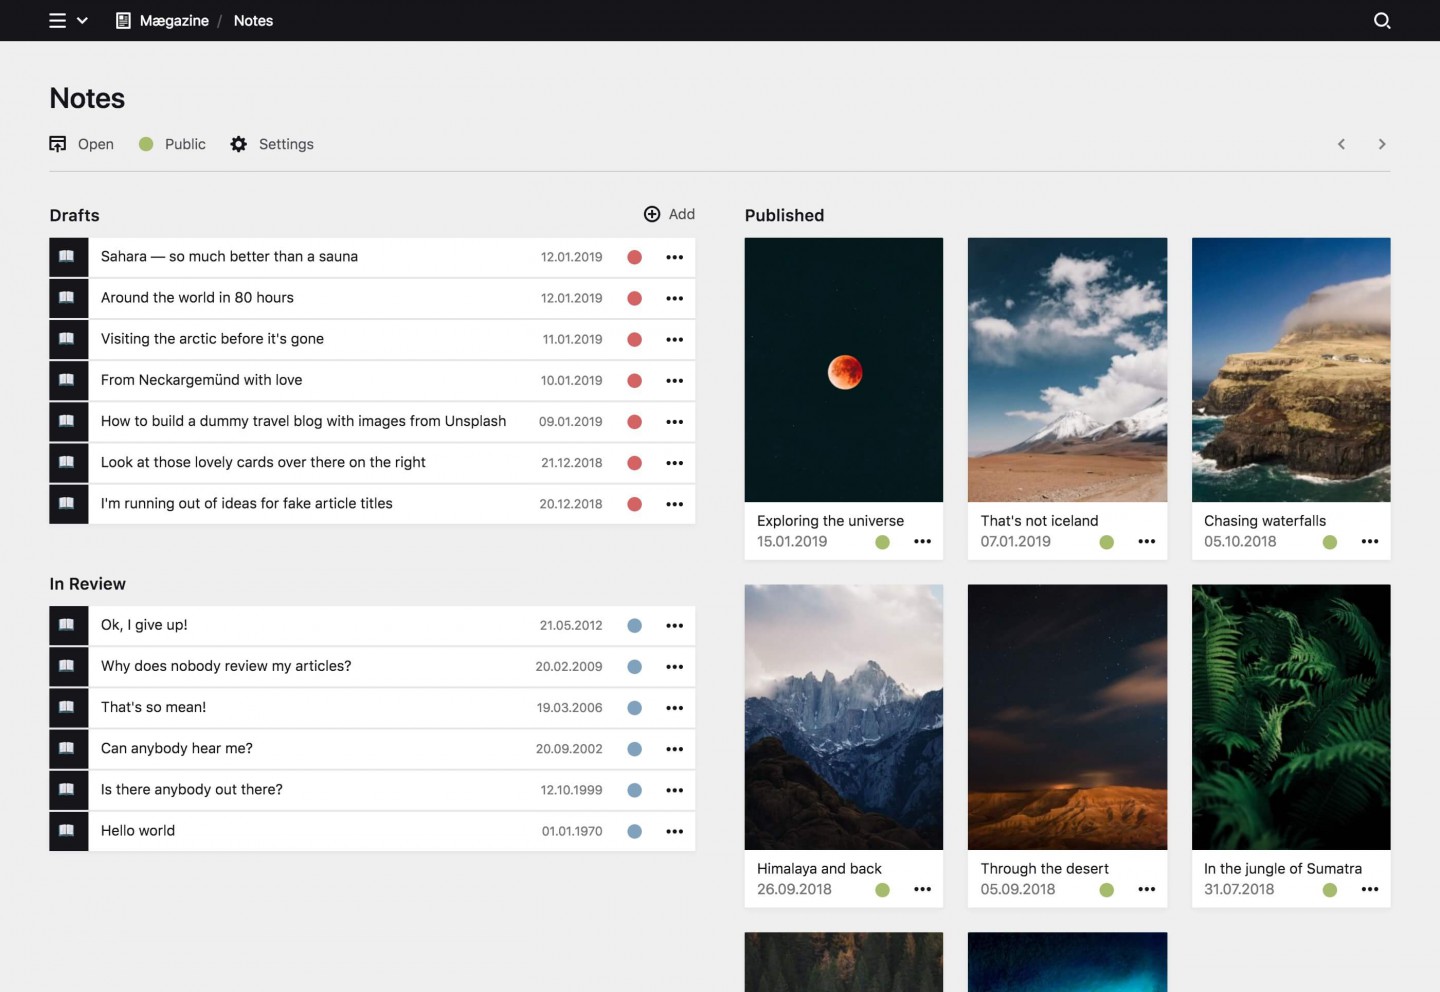 Mægazine / Notes
Notes
Open Public Settings
Drafts
Add
Sahara — so much better than a sauna 12.01.2019
Around the world in 80 hours 12.01.2019
Visiting the arctic before it's gone 11.01.2019
From Neckargemünd with love 10.01.2019
How to build a dummy travel blog with images from Unsplash 09.01.2019
Look at those lovely cards over there on the right 21.12.2018
I'm running out of ideas for fake article titles 20.12.2018
In Review
Ok, I give up! 21.05.2012
Why does nobody review my articles? 20.02.2009
That's so mean! 19.03.2006
Can anybody hear me? 20.09.2002
Is there anybody out there? 12.10.1999
Hello world 01.01.1970
Published
Exploring the universe
15.01.2019
That's not iceland
07.01.2019
Chasing waterfalls
05.10.2018
Himalaya and back
26.09.2018
Through the desert
05.09.2018
In the jungle of Sumatra
31.07.2018